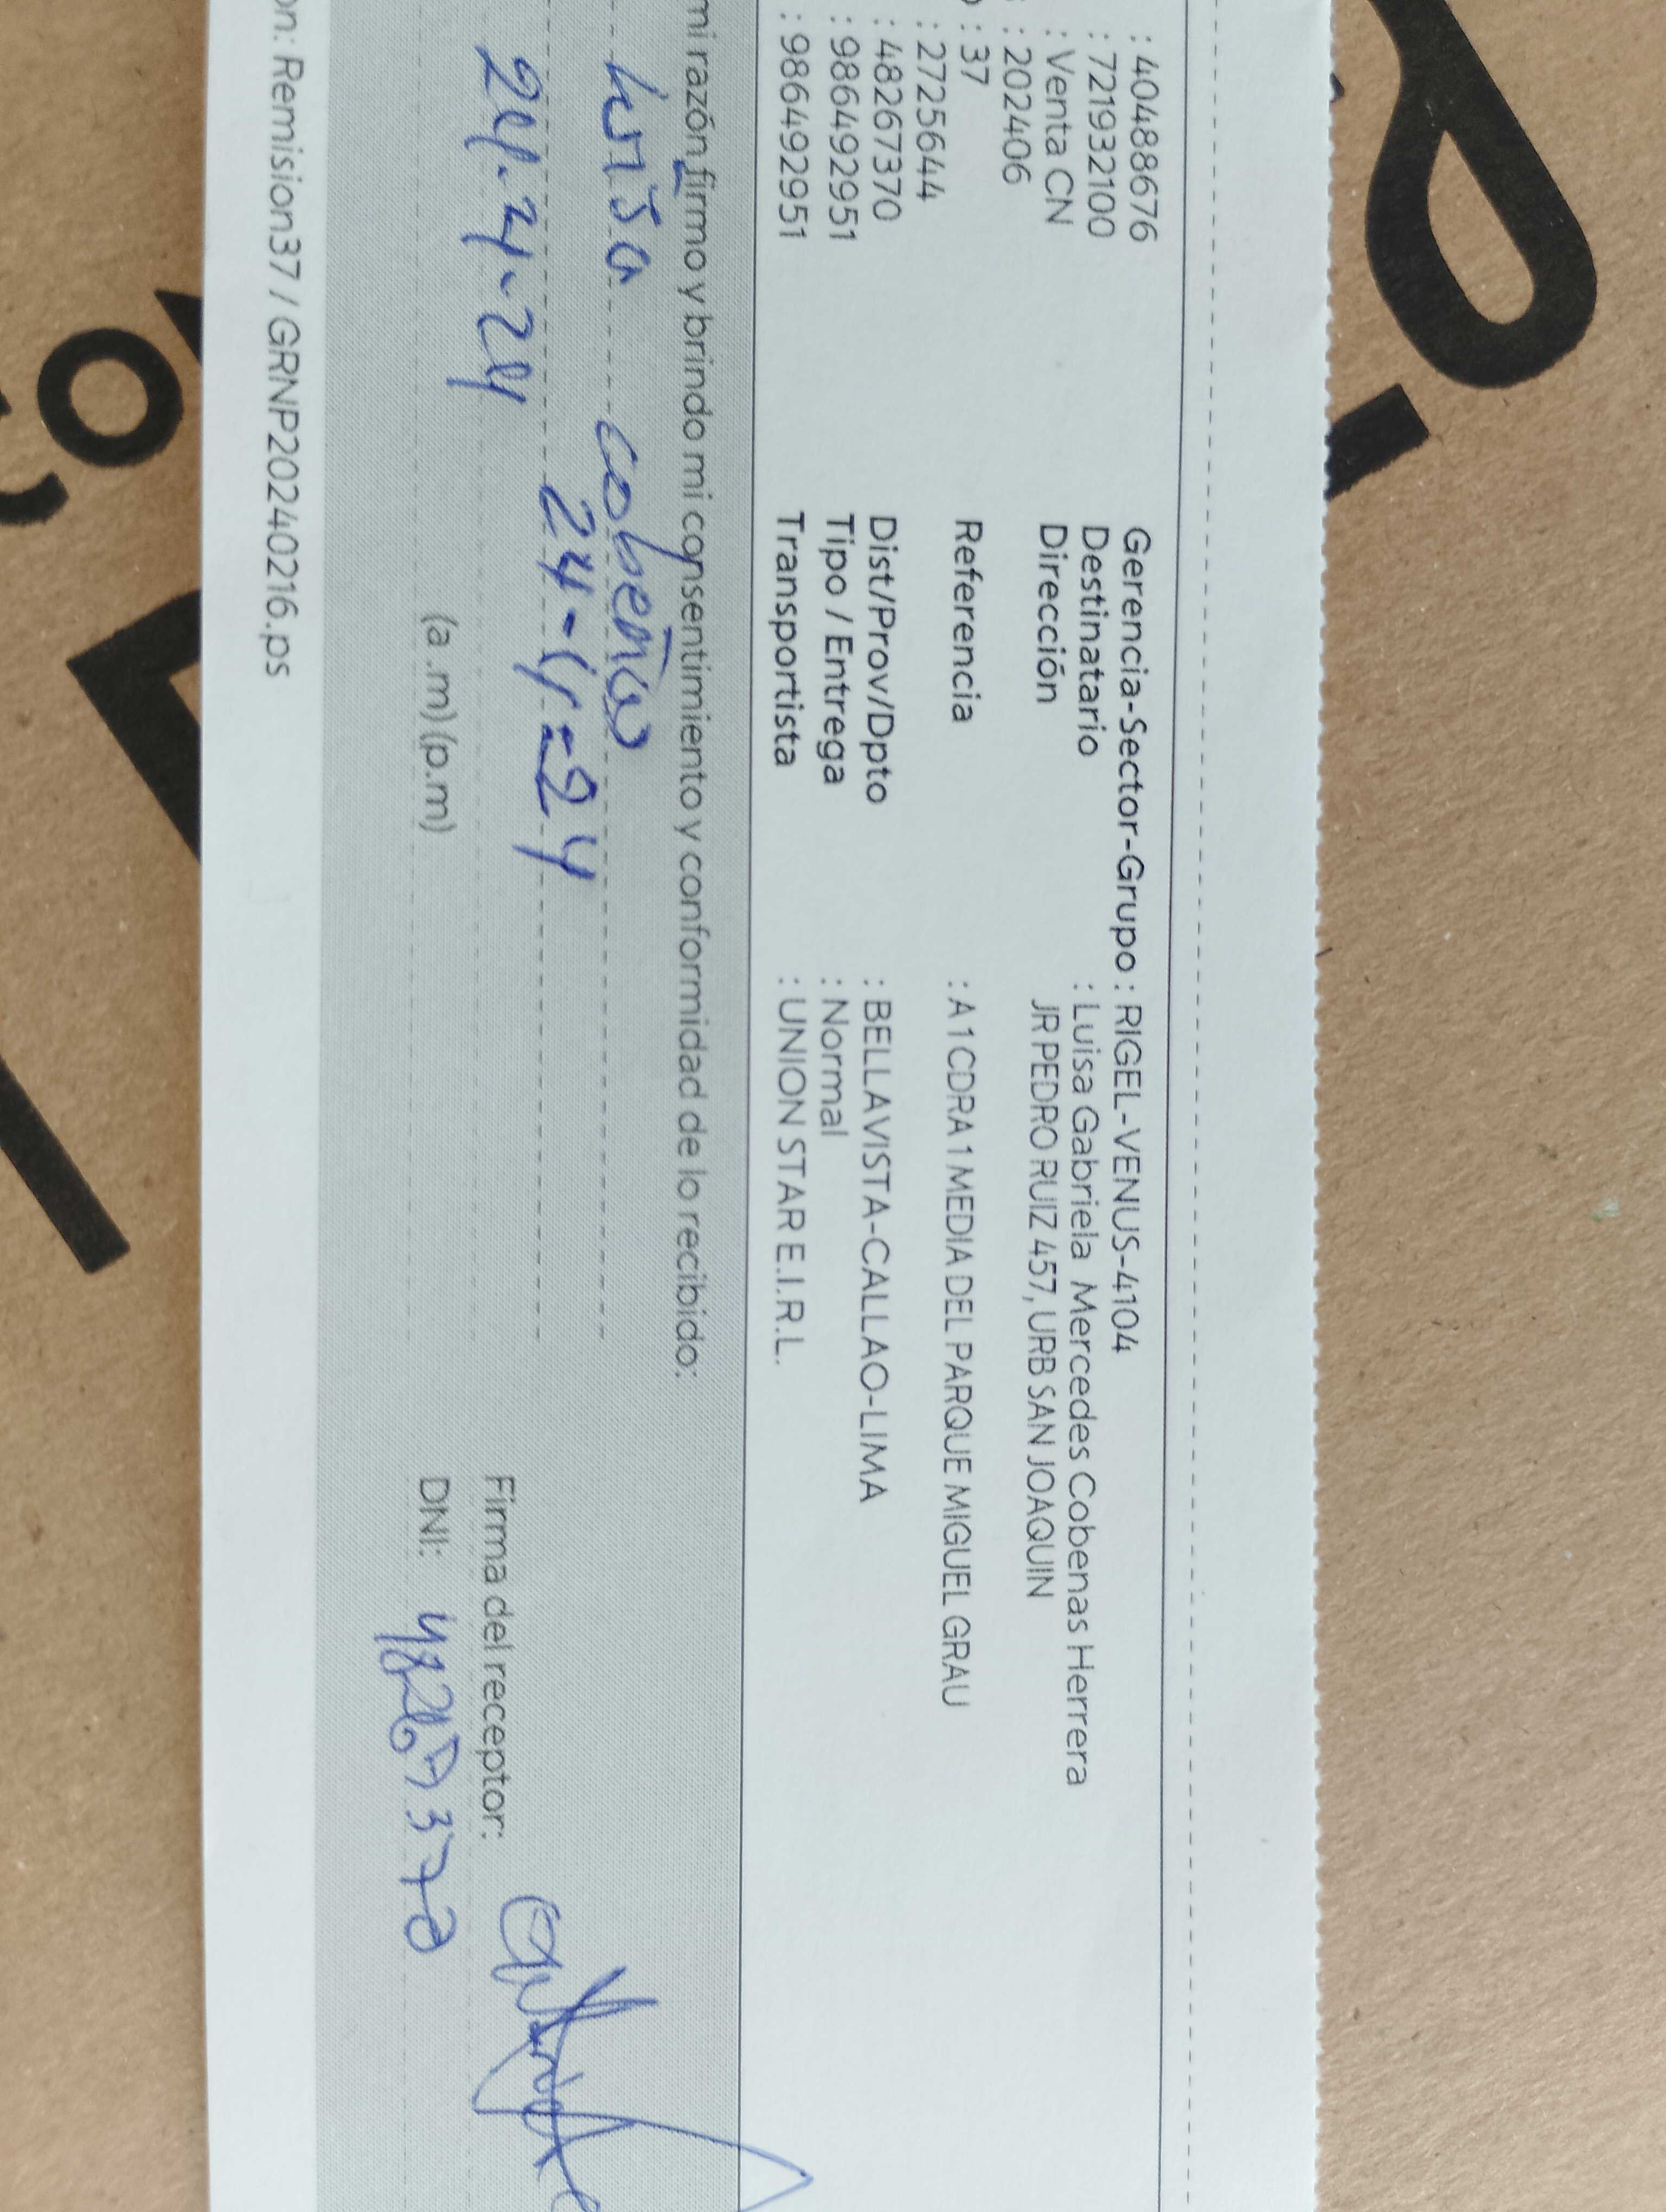 : 40488676 Gerencia-Sector-Grupo : RIGEL-VENUS-4104
: 721932100 Destinatario : Luisa Gabriela Mercedes Cobenas Herrera
: Venta CN Dirección JR PEDRO RUIZ 457, URB SAN JOAQUIN
: 202406
: 37 Referencia : A 1 CDRA 1 MEDIA DEL PARQUE MIGUEL GRAU
: 2725644
: 48267370 Dist/Prov/Dpto : BELLAVISTA-CALLAO-LIMA
: 986492951 Tipo / Entrega : Normal
: 986492951 Transportista : UNION STAR E.I.R.L.
mi razón firmo y brindo mi consentimiento y conformidad de lo recibido:
Luisa Cobeñas
24-4-24
24.4.24 Firma del receptor:
(a .m) (p.m) DNI: 48267370
on: Remision37 / GRNP20240216.ps